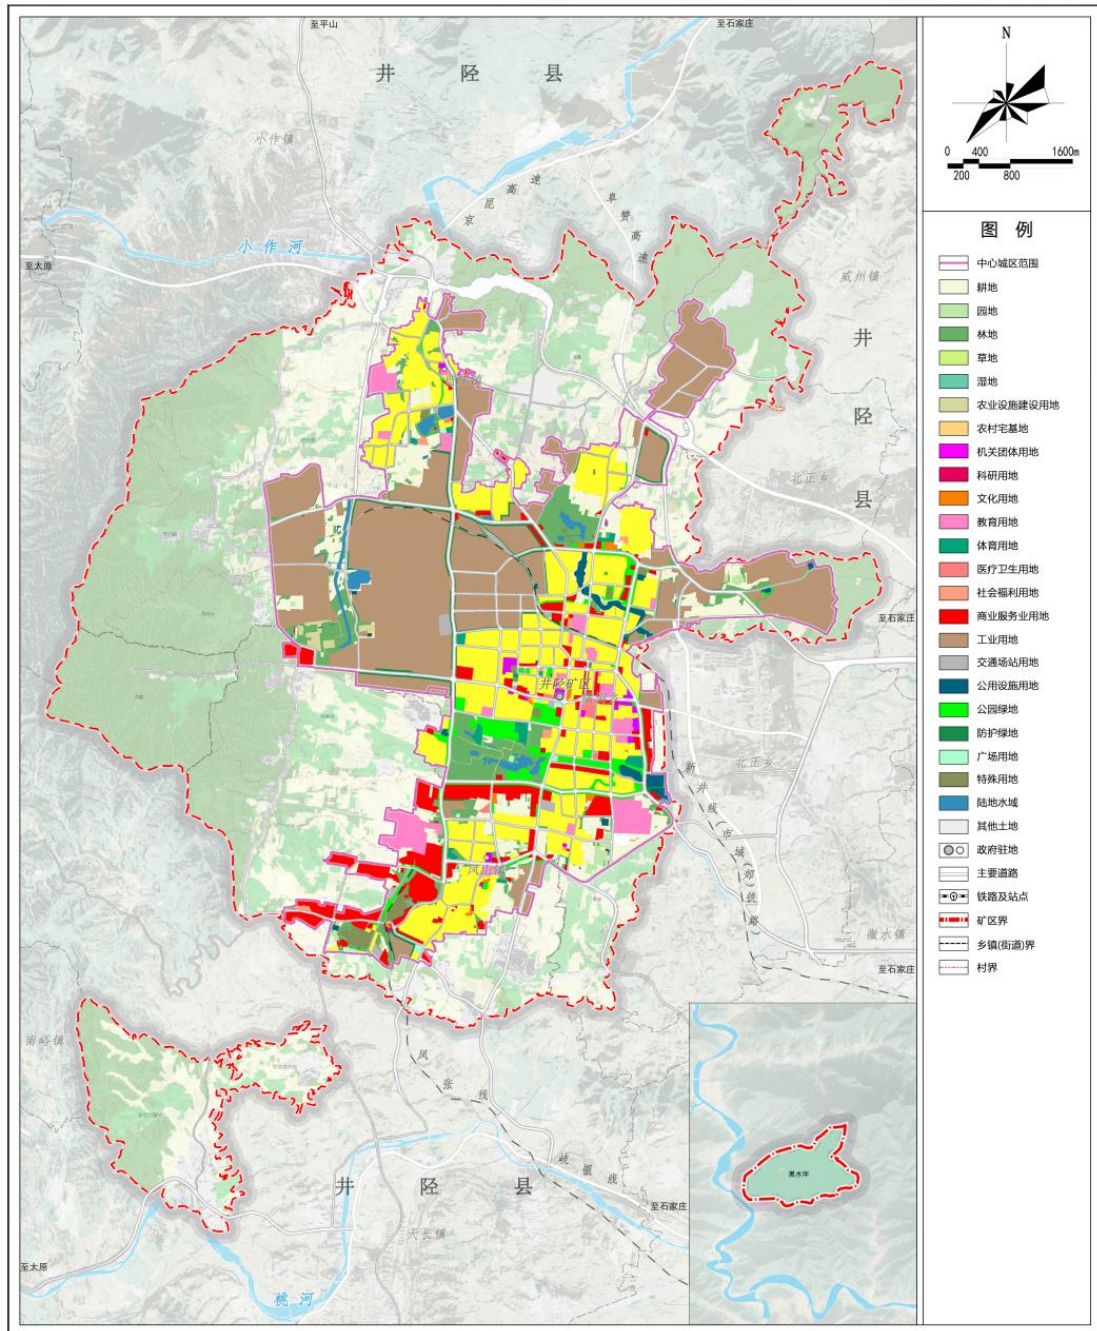 至平山
至石家庄
井 陉 县
小作镇
京昆高速
阜赞高速
小作河
至太原
威州镇
井陉县
北正乡
至石家庄
井陉矿区
北正乡
新井线(市域(郊)铁路)
凤山镇
微水镇
至石家庄
南峪镇
凤张线
岐银线
井 陉 县
至石家庄
天长镇
至太原
桃河
黑水坪
N
0 400 1600m
200 800
图 例
中心城区范围
耕地
园地
林地
草地
湿地
农业设施建设用地
农村宅基地
机关团体用地
科研用地
文化用地
教育用地
体育用地
医疗卫生用地
社会福利用地
商业服务业用地
工业用地
交通场站用地
公用设施用地
公园绿地
防护绿地
广场用地
特殊用地
陆地水域
其他土地
政府驻地
主要道路
铁路及站点
矿区界
乡镇(街道)界
村界